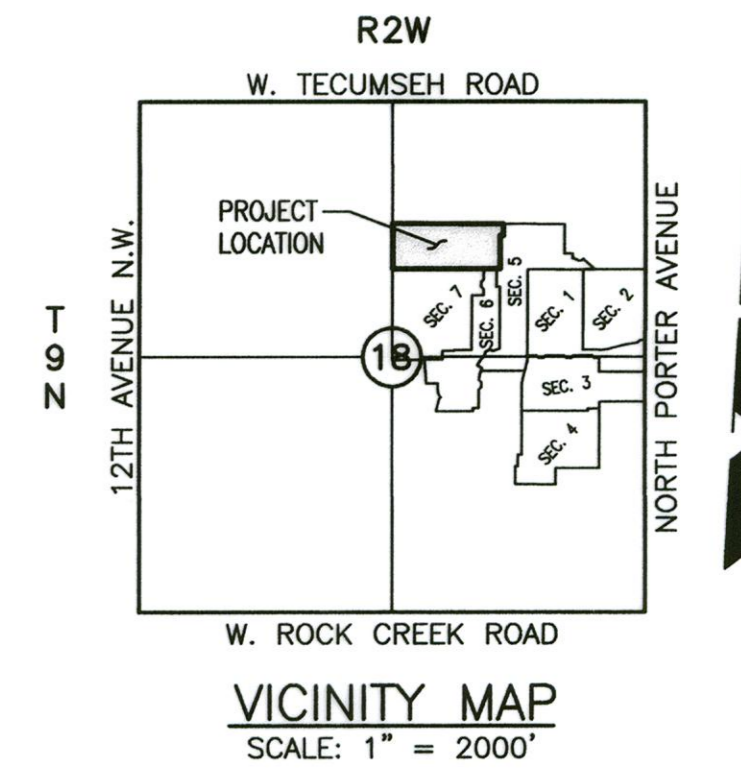 R2W
W. TECUMSEH ROAD
PROJECT
LOCATION
12TH AVENUE N.W.
NORTH PORTER AVENUE
T
9
N
SEC. 5
SEC. 7
SEC. 6
SEC. 1
SEC. 2
18
SEC. 3
SEC. 4
W. ROCK CREEK ROAD
VICINITY MAP
SCALE: 1" = 2000'